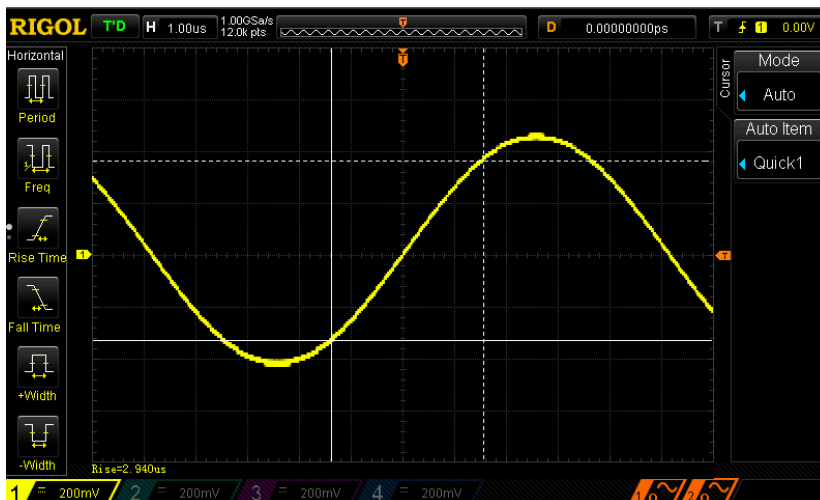 RIGOL T'D H 1.00us 1.00GSa/s 12.0k pts T D 0.00000000ps T 1 0.00V
Horizontal
Period
Freq
Rise Time
Fall Time
+Width
-Width
T
1
T
Rise=2.940us
Cursor
Mode
Auto
Auto Item
Quick1
1 = 200mV 2 = 200mV 3 = 200mV 4 = 200mV